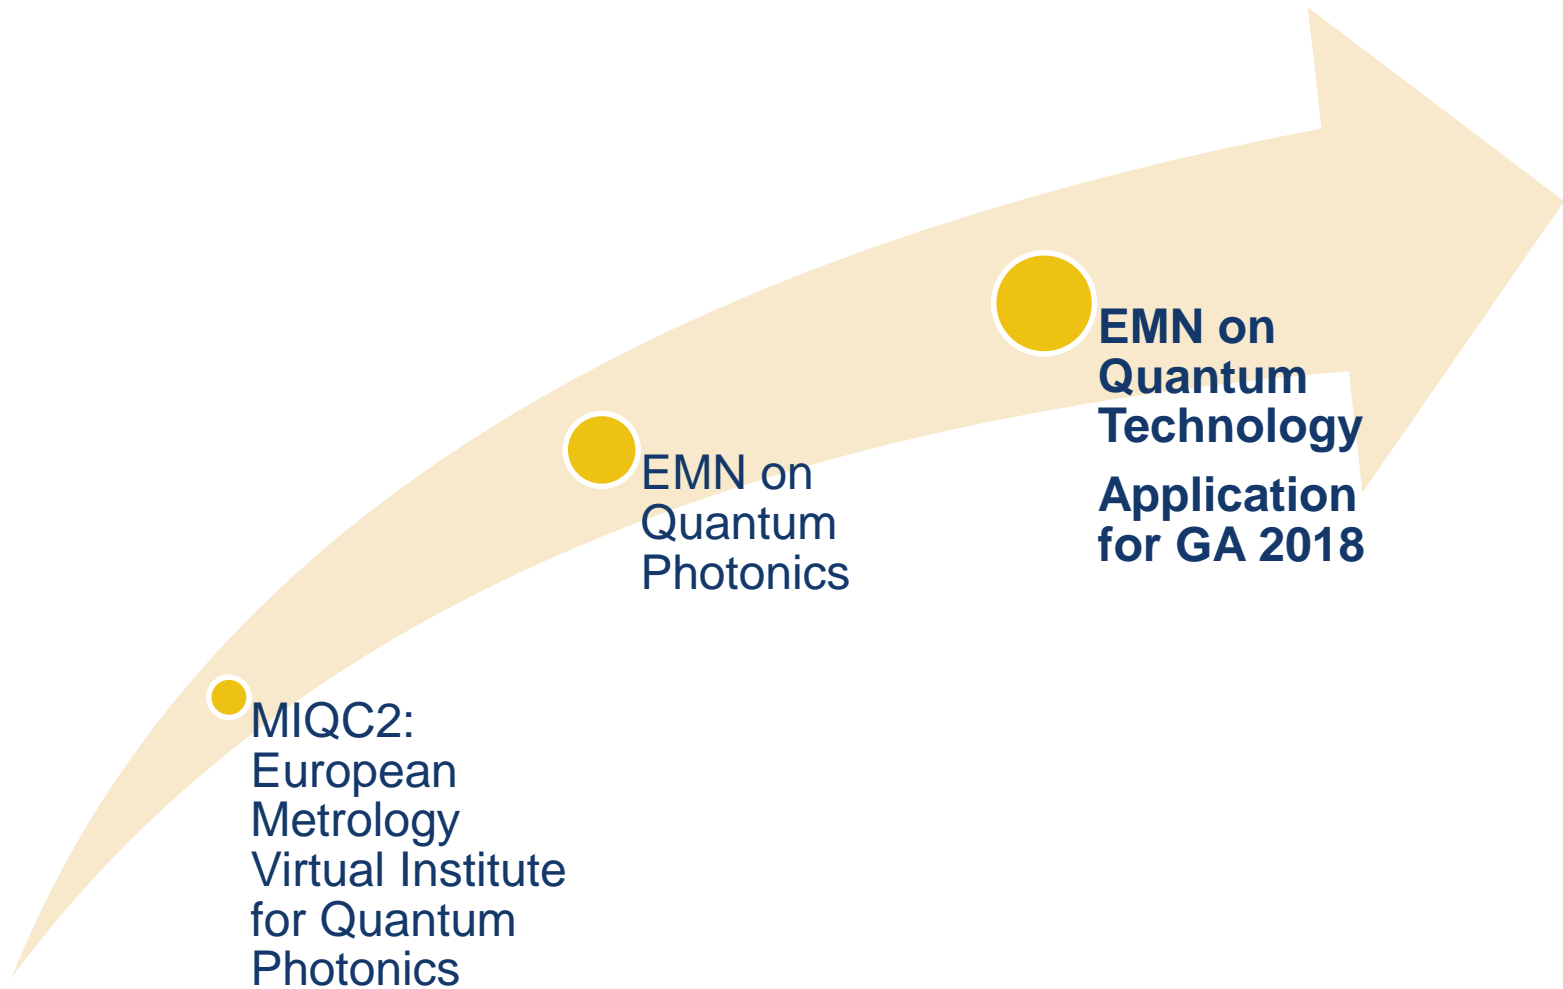 MIQC2:
European
Metrology
Virtual Institute
for Quantum
Photonics
EMN on
Quantum
Photonics
EMN on
Quantum
Technology
Application
for GA 2018